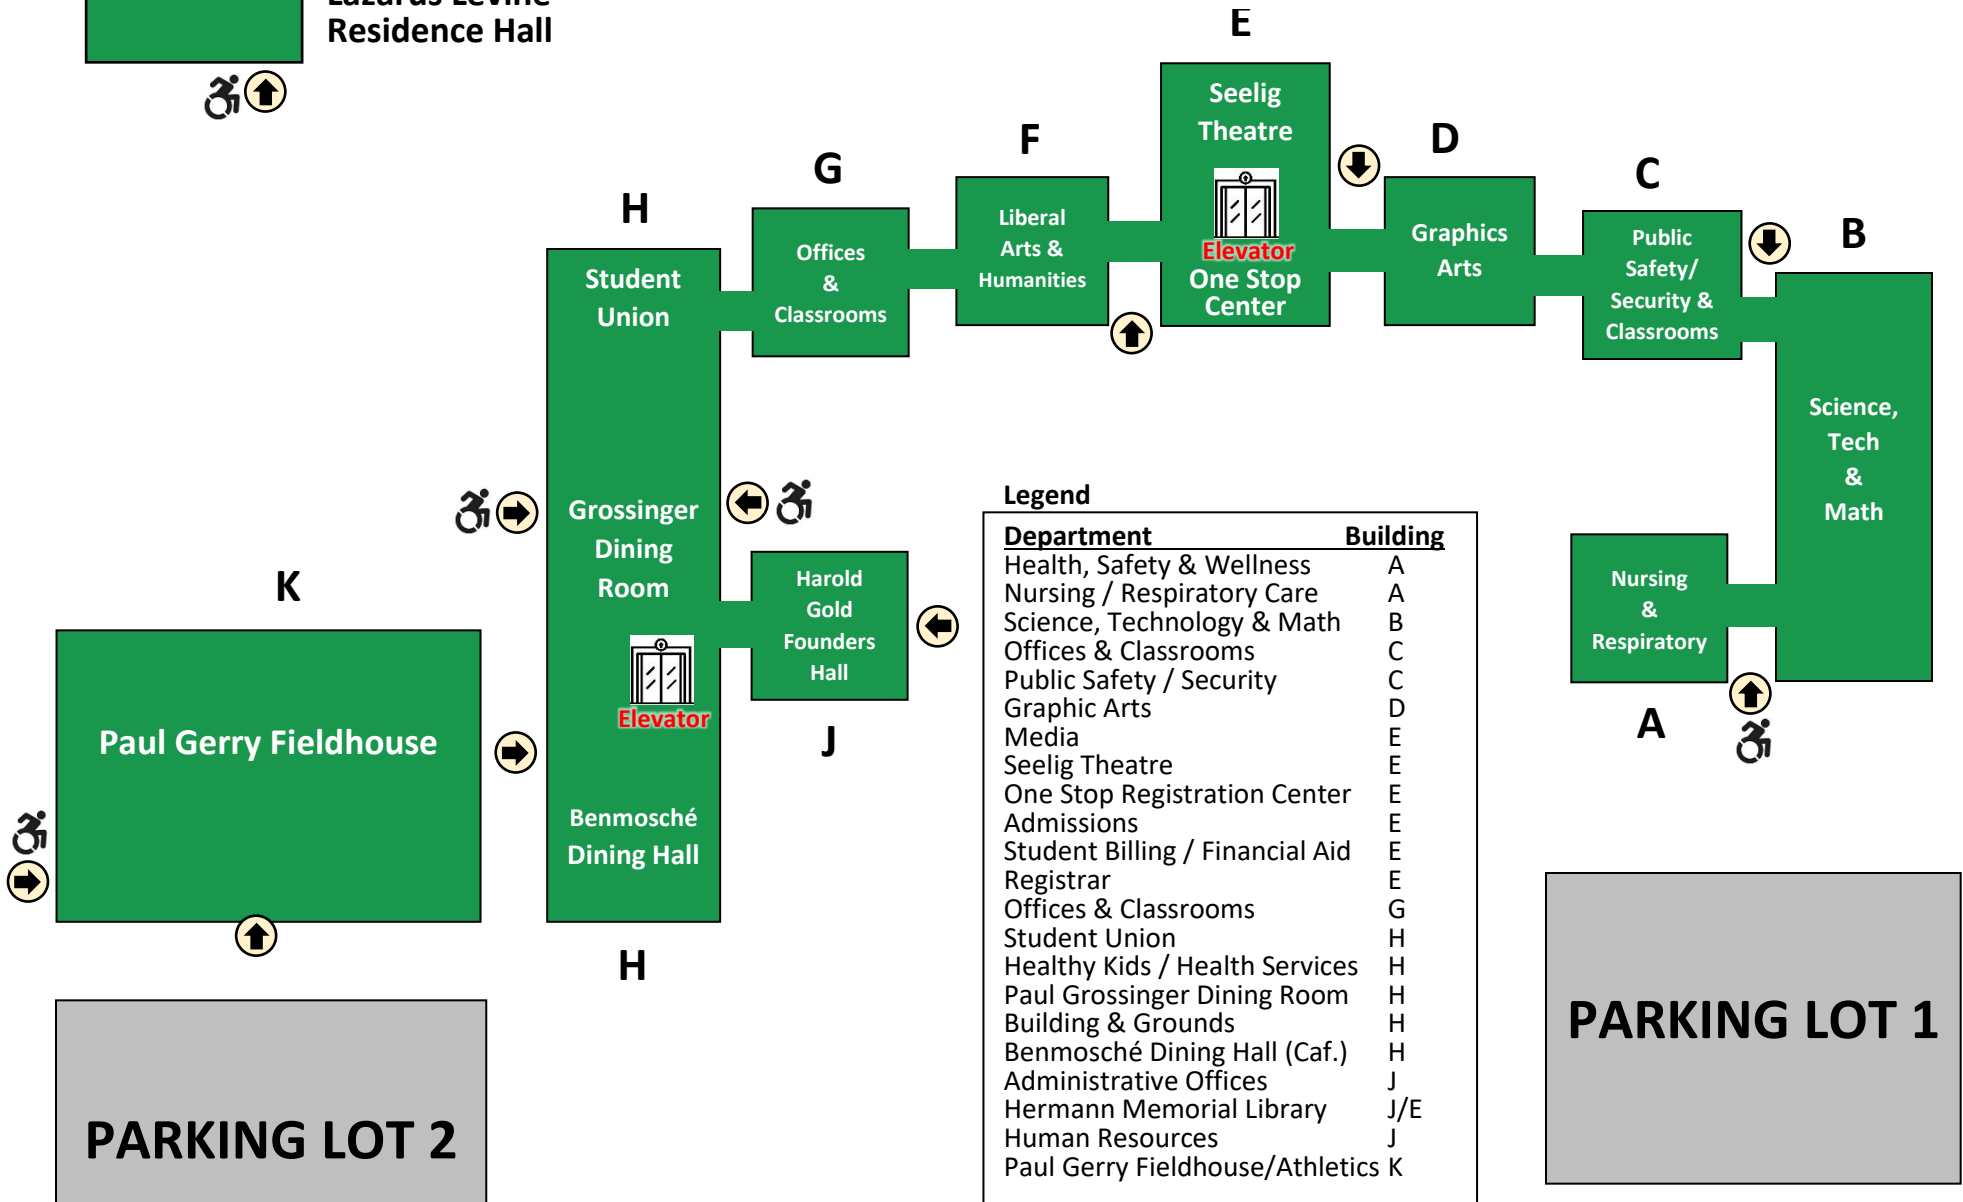 Lazarus Levine
Residence Hall
E
Seelig
Theatre
Elevator
One Stop
Center
F
Liberal
Arts &
Humanities
D
Graphics
Arts
G
Offices
&
Classrooms
C
Public
Safety/
Security &
Classrooms
H
Student
Union
Grossinger
Dining
Room
Elevator
Benmosché
Dining Hall
H
B
Science,
Tech
&
Math
Nursing
&
Respiratory
A
Harold
Gold
Founders
Hall
J
K
Paul Gerry Fieldhouse
PARKING LOT 2
PARKING LOT 1
Legend
Department Building
Health, Safety & Wellness A
Nursing / Respiratory Care A
Science, Technology & Math B
Offices & Classrooms C
Public Safety / Security C
Graphic Arts D
Media E
Seelig Theatre E
One Stop Registration Center E
Admissions E
Student Billing / Financial Aid E
Registrar E
Offices & Classrooms G
Student Union H
Healthy Kids / Health Services H
Paul Grossinger Dining Room H
Building & Grounds H
Benmosché Dining Hall (Caf.) H
Administrative Offices J
Hermann Memorial Library J/E
Human Resources J
Paul Gerry Fieldhouse/Athletics K